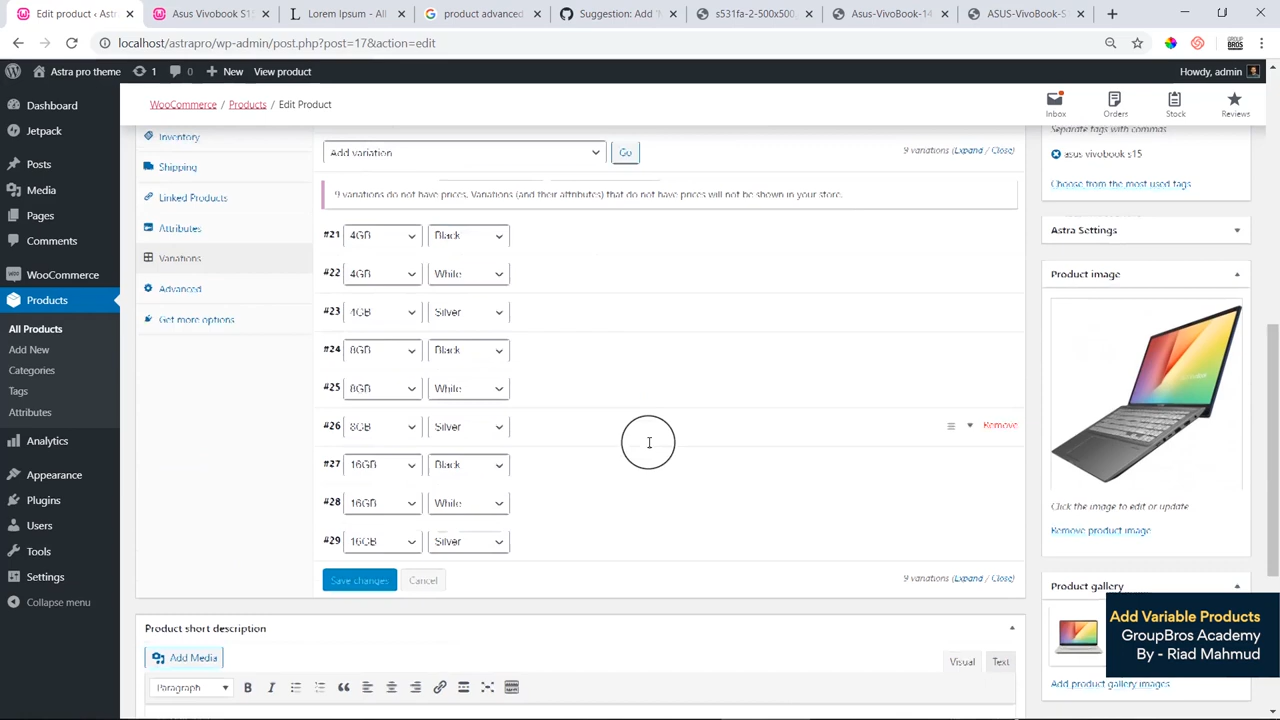 Edit product ‹ Astra pro
Asus Vivobook S15
Lorem Ipsum - All
product advanced
Suggestion: Add
s531fa-2-300x500
Asus-VivoBook-14
ASUS-VivoBook-S
localhost/astrapro/wp-admin/post.php?post=17&action=edit
Astra pro theme
1
0
New
View product
Howdy, admin
WooCommerce / Products / Edit Product
Inbox
Orders
Stock
Reviews
Dashboard
Jetpack
Posts
Media
Pages
Comments
WooCommerce
Products
All Products
Add New
Categories
Tags
Attributes
Analytics
Appearance
Plugins
Users
Tools
Settings
Collapse menu
Inventory
Shipping
Linked Products
Attributes
Variations
Advanced
Get more options
Add variation
Go
9 variations (Expand / Close)
9 variations do not have prices. Variations (and their attributes) that do not have prices will not be shown in your store.
#21 4GB Black
#22 4GB White
#23 4GB Silver
#24 8GB Black
#25 8GB White
#26 8GB Silver Remove
#27 16GB Black
#28 16GB White
#29 16GB Silver
Save changes
Cancel
9 variations (Expand / Close)
Product short description
Add Media
Visual
Text
Paragraph
B I
Separate tags with commas
asus vivobook s15
Choose from the most used tags
Astra Settings
Product image
Click the image to edit or update
Remove product image
Product gallery
Add product gallery images
Add Variable Products
GroupBros Academy
By - Riad Mahmud